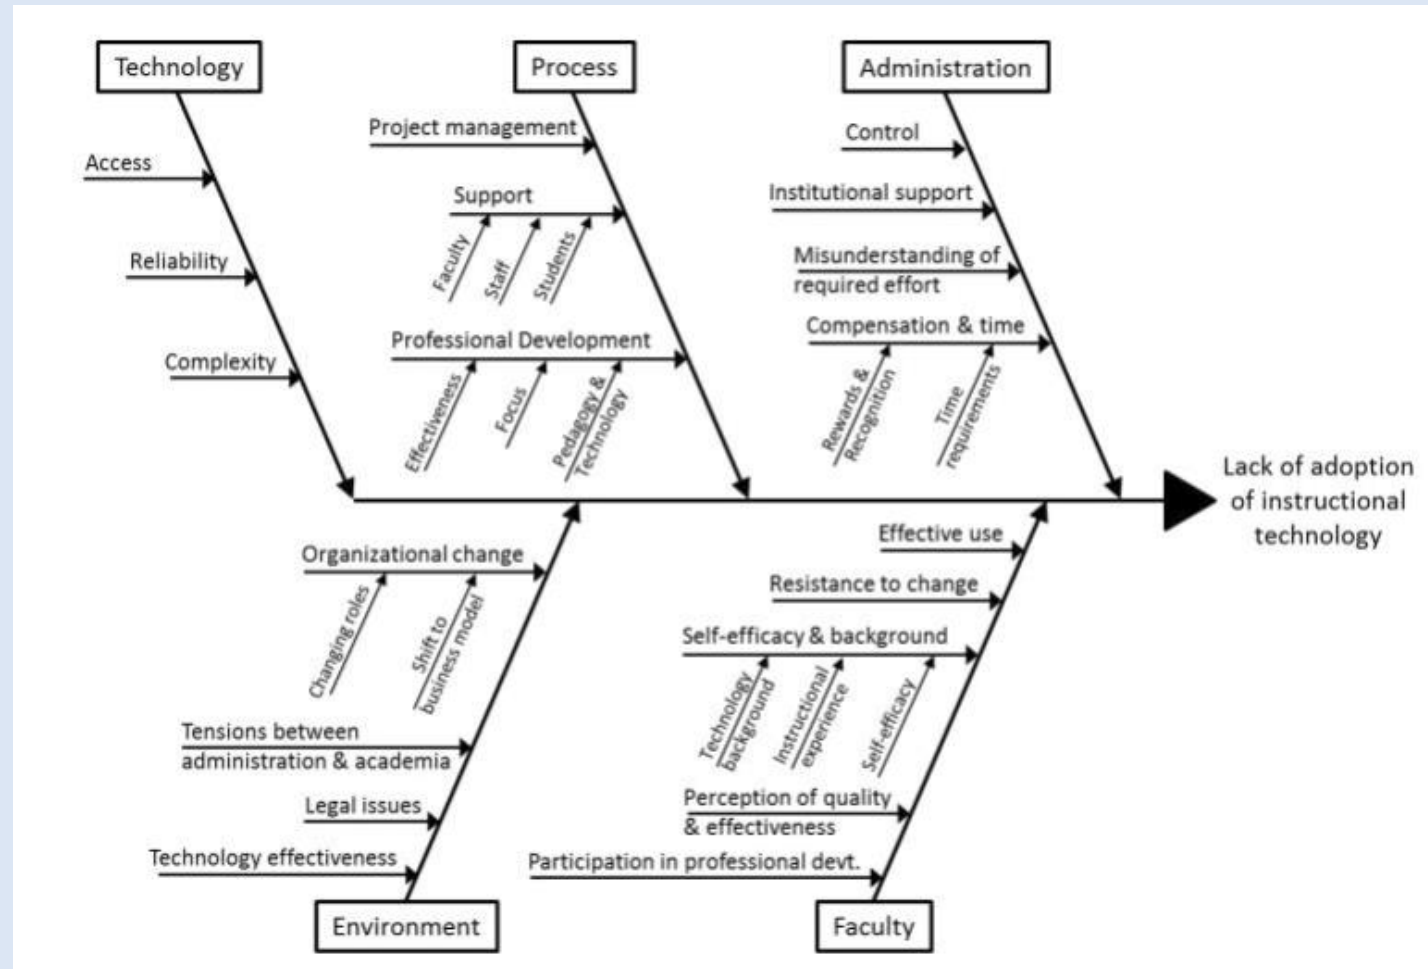 Technology
Process
Administration
Access
Reliability
Complexity
Project management
Support
Faculty
Staff
Students
Professional Development
Effectiveness
Focus
Pedagogy &
Technology
Control
Institutional support
Misunderstanding of
required effort
Compensation & time
Rewards &
Recognition
Time
requirements
Lack of adoption
of instructional
technology
Organizational change
Changing roles
Shift to
business model
Tensions between
administration & academia
Legal issues
Technology effectiveness
Environment
Effective use
Resistance to change
Self-efficacy & background
Technology
background
Instructional
experience
Self-efficacy
Perception of quality
& effectiveness
Participation in professional devt.
Faculty